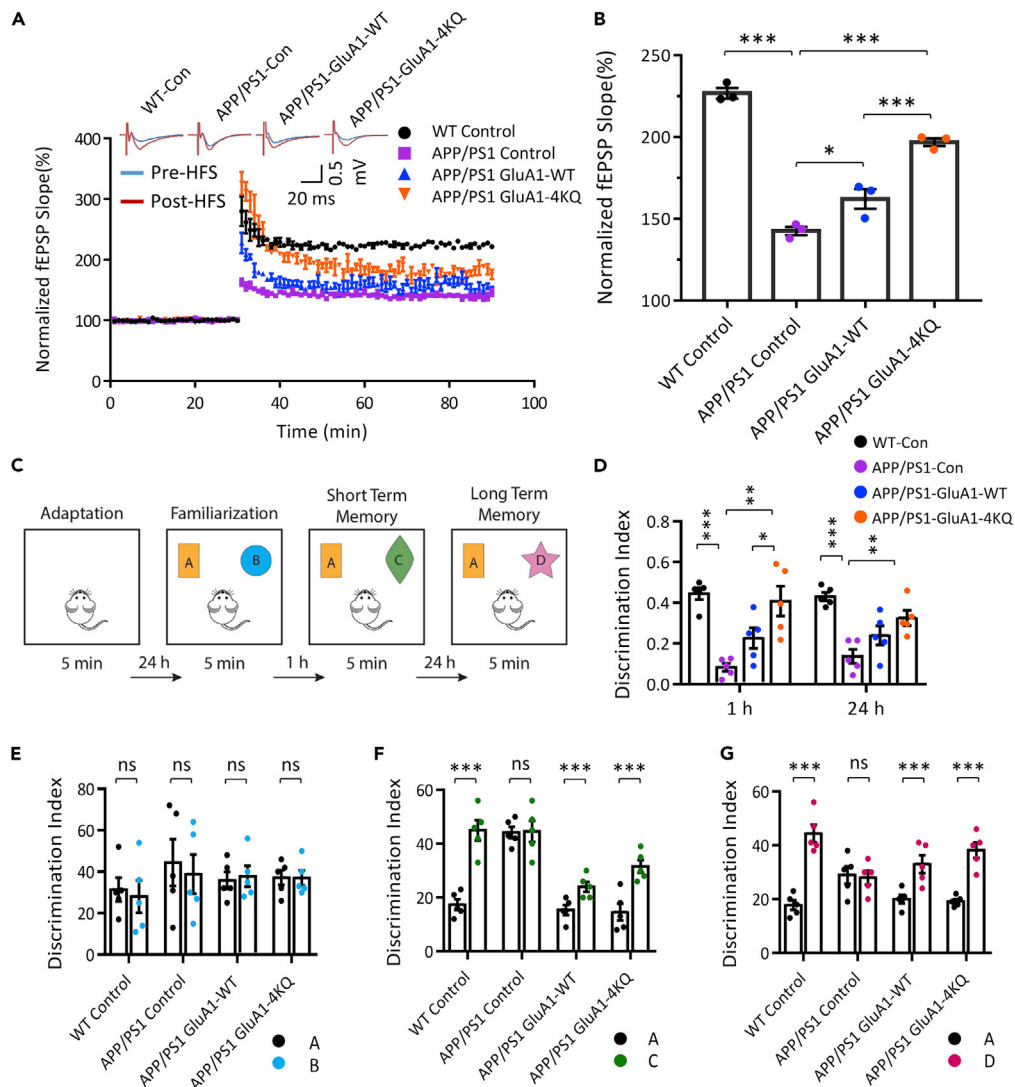 A
WT-Con
APP/PS1-Con
APP/PS1-GluA1-WT
APP/PS1-GluA1-4KQ
Normalized fEPSP Slope(%)
400
300
200
100
0
Pre-HFS
Post-HFS
0.5
mV
20 ms
WT Control
APP/PS1 Control
APP/PS1 GluA1-WT
APP/PS1 GluA1-4KQ
0 20 40 60 80 100
Time (min)
B
Normalized fEPSP Slope(%)
250
200
150
100
*** ***
***
*
WT Control
APP/PS1 Control
APP/PS1 GluA1-WT
APP/PS1 GluA1-4KQ
C
Adaptation
Familiarization
Short Term
Memory
Long Term
Memory
A B
A C
A D
5 min 24 h 5 min 1 h 5 min 24 h 5 min
D
WT-Con
APP/PS1-Con
APP/PS1-GluA1-WT
APP/PS1-GluA1-4KQ
Discrimination Index
0.8
0.6
0.4
0.2
0.0
*** ** * *** **
1 h 24 h
E
Discrimination Index
80
60
40
20
0
ns ns ns ns
WT Control
APP/PS1 Control
APP/PS1 GluA1-WT
APP/PS1 GluA1-4KQ
A
B
F
Discrimination Index
60
40
20
0
*** ns *** ***
WT Control
APP/PS1 Control
APP/PS1 GluA1-WT
APP/PS1 GluA1-4KQ
A
C
G
Discrimination Index
60
40
20
0
*** ns *** ***
WT Control
APP/PS1 Control
APP/PS1 GluA1-WT
APP/PS1 GluA1-4KQ
A
D